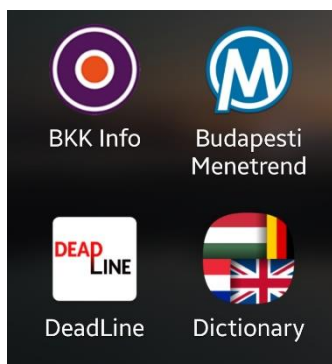 M
BKK Info
Budapesti
Menetrend
DEAD
LINE
DeadLine
Dictionary